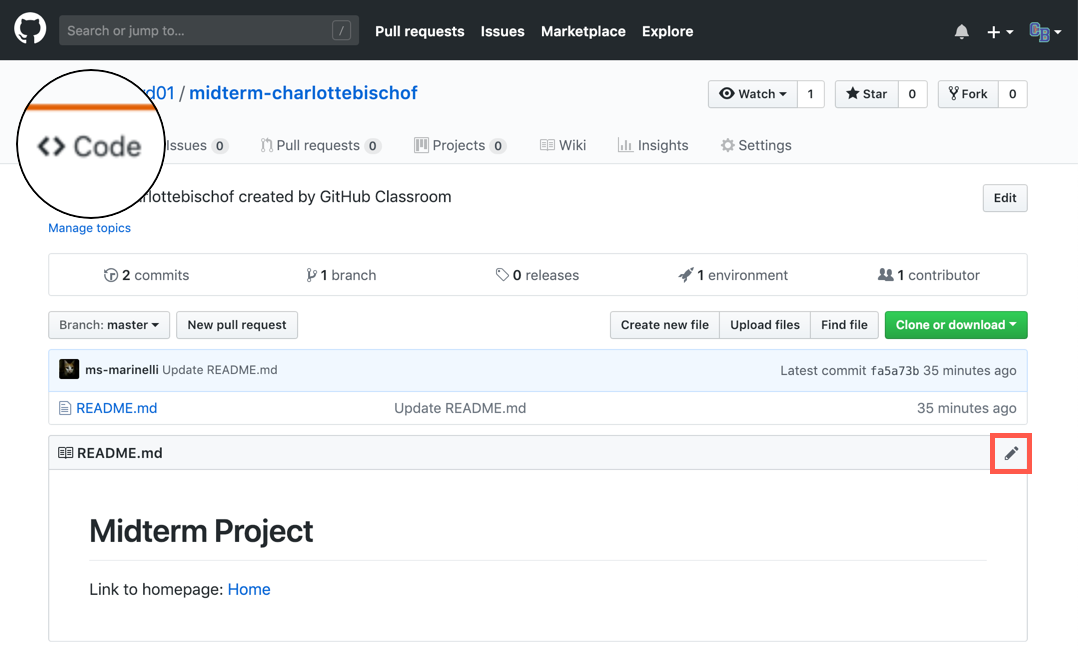 Search or jump to… / Pull requests Issues Marketplace Explore
/ midterm-charlottebischof Watch 1 Star 0 Fork 0
<> Code Issues 0 Pull requests 0 Projects 0 Wiki Insights Settings
created by GitHub Classroom Edit
Manage topics
2 commits 1 branch 0 releases 1 environment 1 contributor
Branch: master New pull request Create new file Upload files Find file Clone or download
ms-marinelli Update README.md Latest commit fa5a73b 35 minutes ago
README.md Update README.md 35 minutes ago
README.md
Midterm Project
Link to homepage: Home